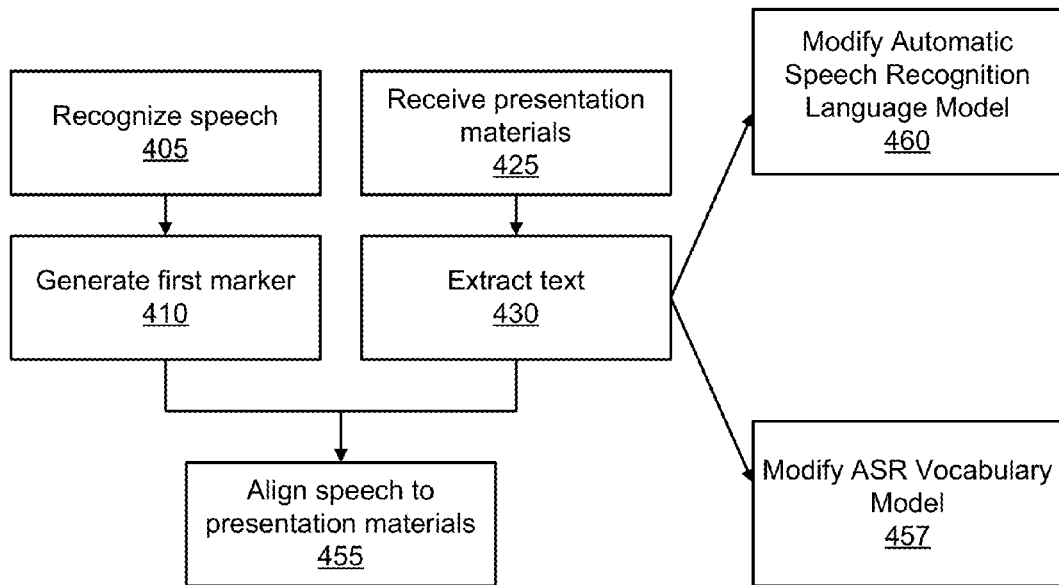 Recognize speech
405
Receive presentation
materials
425
Modify Automatic
Speech Recognition
Language Model
460
Generate first marker
410
Extract text
430
Align speech to
presentation materials
455
Modify ASR Vocabulary
Model
457